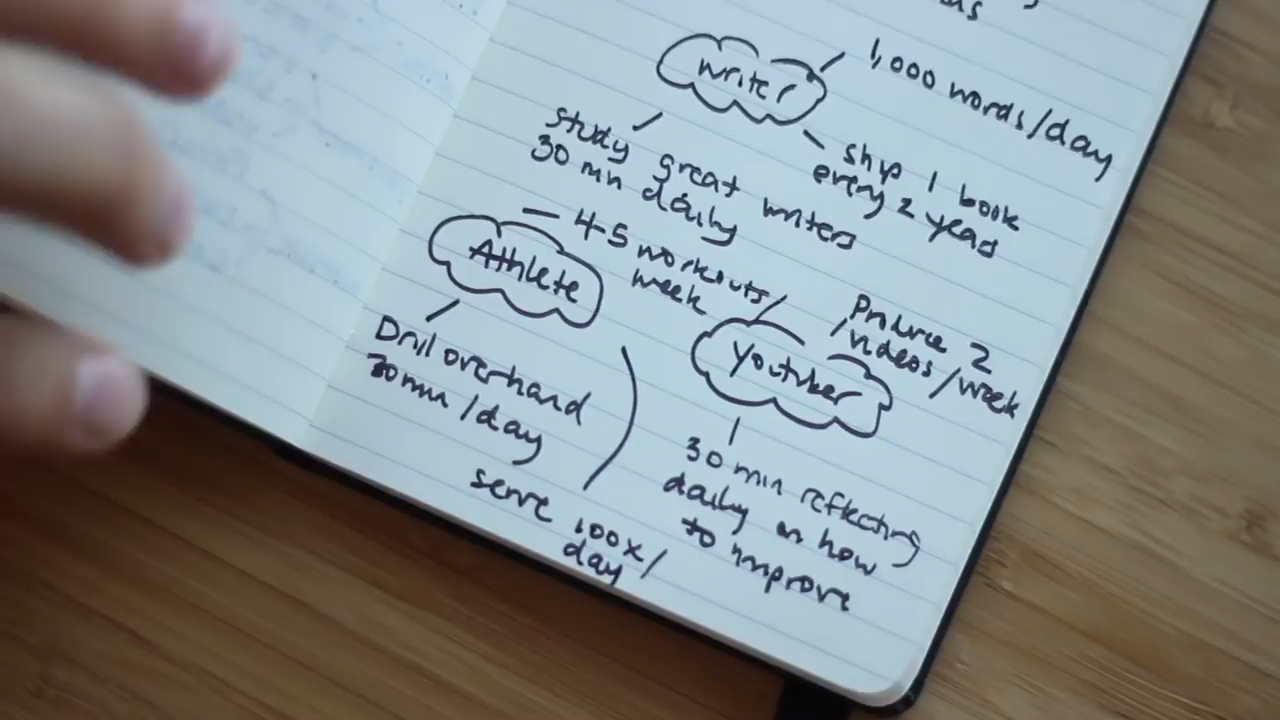 writer
1,000 words/day
study great writers
30 min daily
ship 1 book
every 2 years
Athlete
4-5 workouts/
week
Drill overhand
30 min/day
serve 100x/
day
Youtuber
Produce 2
videos/week
30 min reflecting
daily on how
to improve